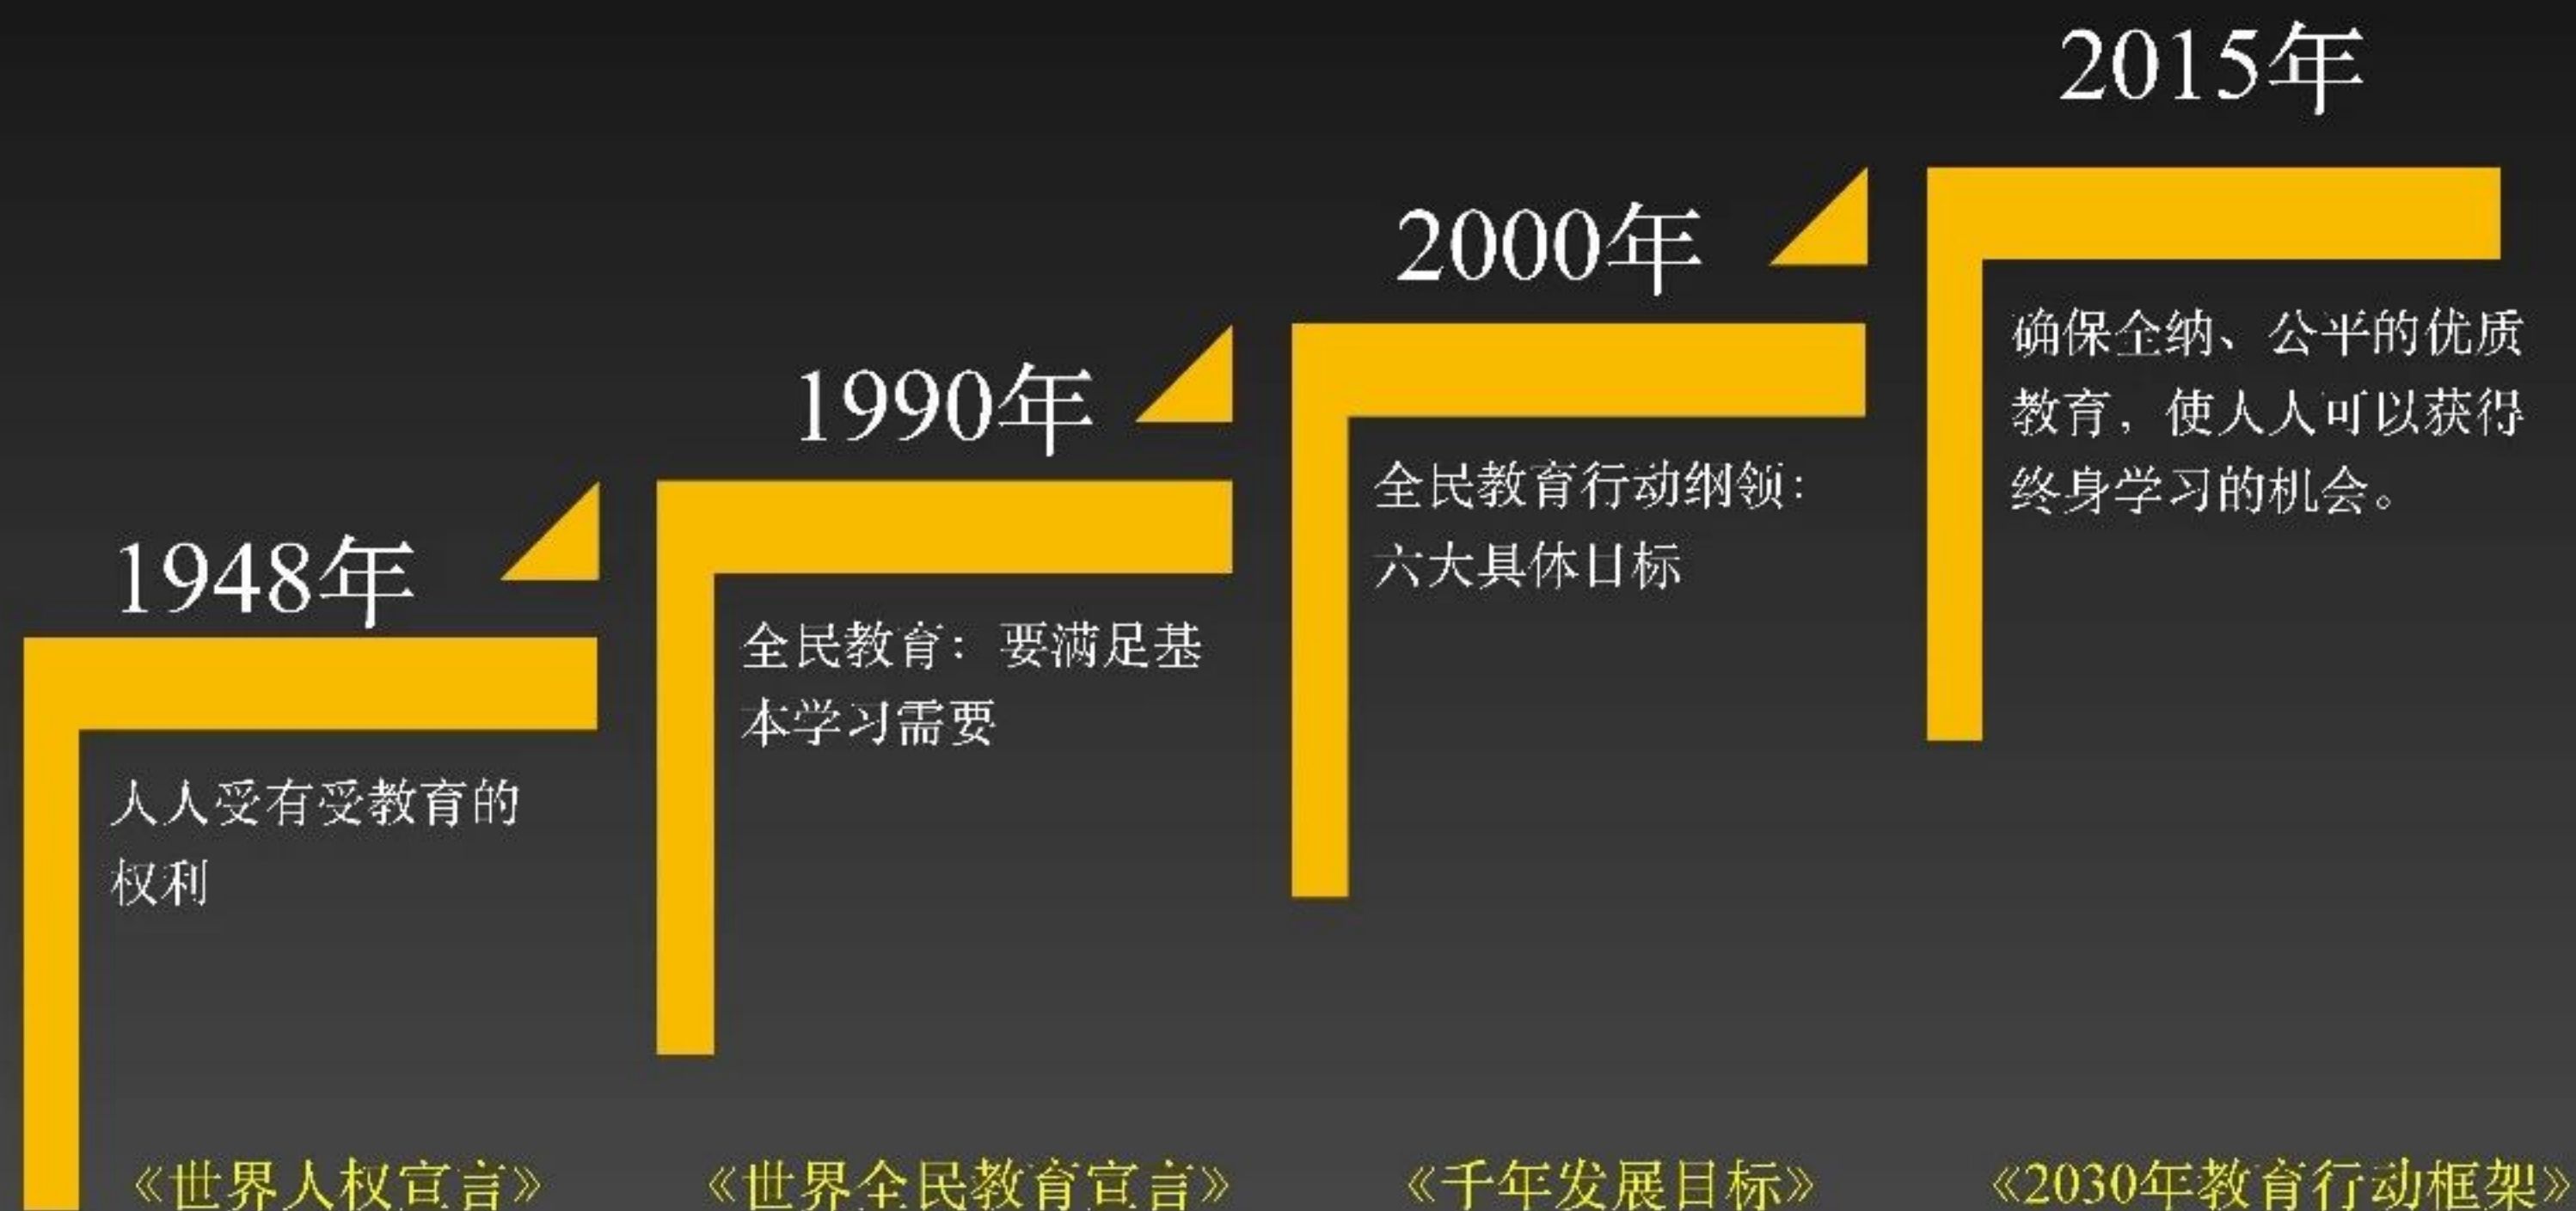 1948年
人人受有受教育的
权利
《世界人权宣言》
1990年
全民教育：要满足基
本学习需要
《世界全民教育宣言》
2000年
全民教育行动纲领：
六大具体目标
《千年发展目标》
2015年
确保全纳、公平的优质
教育，使人人可以获得
终身学习的机会。
《2030年教育行动框架》